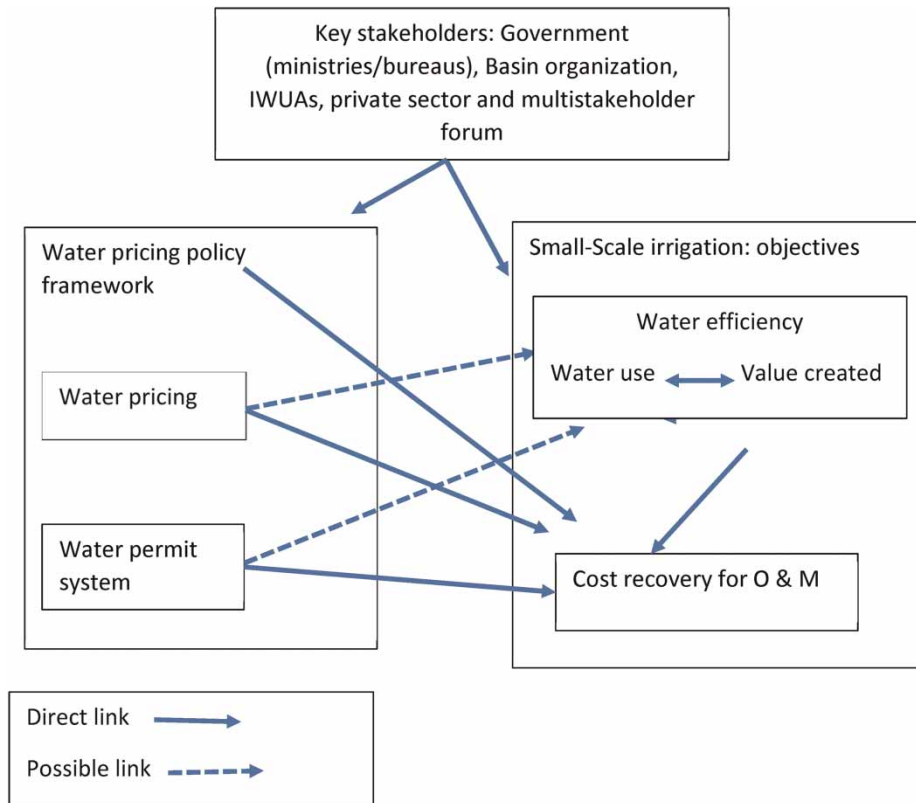 Key stakeholders: Government
(ministries/bureaus), Basin organization,
IWUAs, private sector and multistakeholder
forum
Water pricing policy
framework
Water pricing
Water permit
system
Small-Scale irrigation: objectives
Water efficiency
Water use Value created
Cost recovery for O & M
Direct link
Possible link